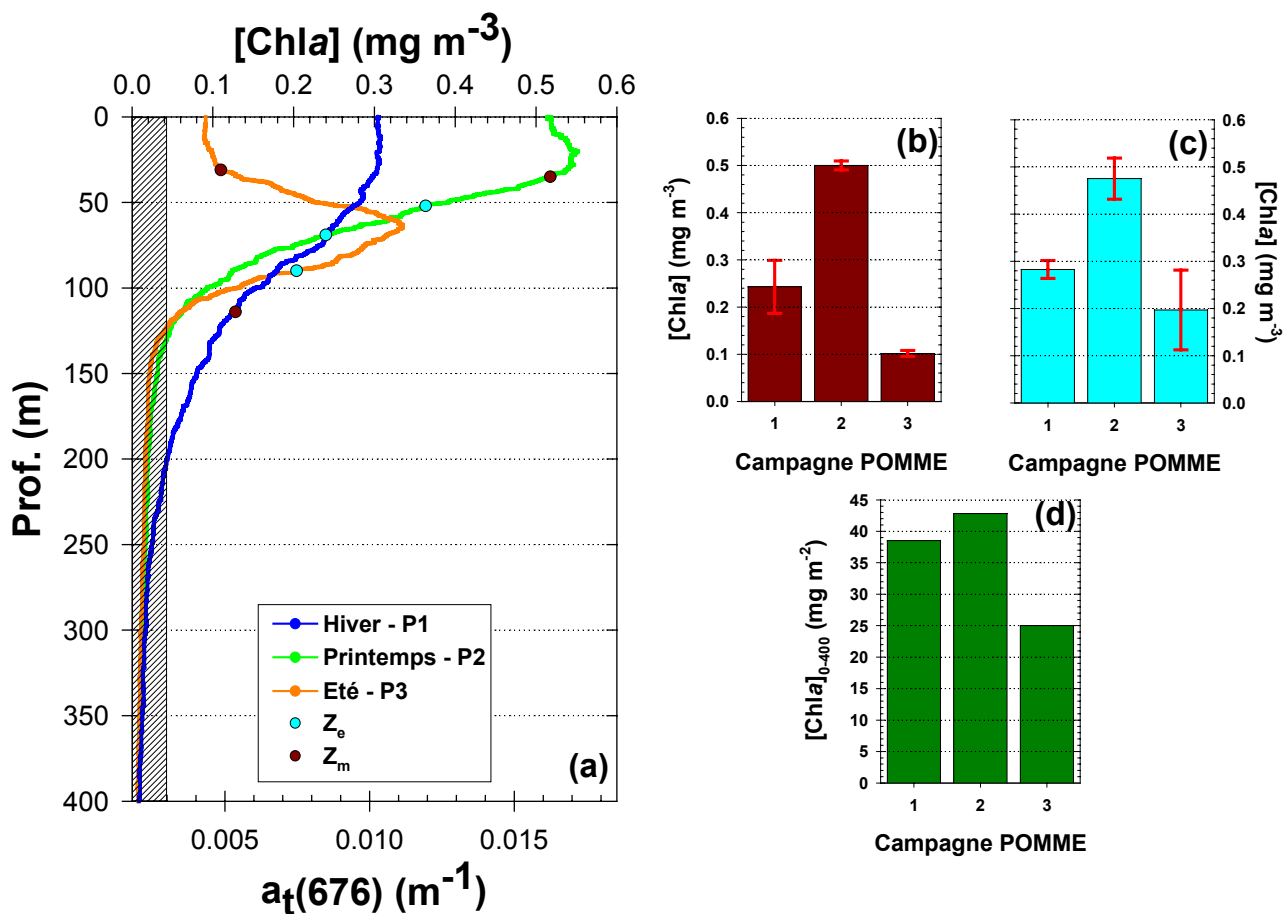 [Chla] (mg m-3)
0.0 0.1 0.2 0.3 0.4 0.5 0.6
0
50
100
150
200
250
300
350
400
Prof. (m)
Hiver - P1
Printemps - P2
Eté - P3
Ze
Zm
(a)
0.005 0.010 0.015
at(676) (m-1)
(b)
0.6
0.5
0.4
0.3
0.2
0.1
0.0
[Chla] (mg m-3)
1 2 3
Campagne POMME
(c)
0.6
0.5
0.4
0.3
0.2
0.1
0.0
[Chla] (mg m-3)
1 2 3
Campagne POMME
(d)
45
40
35
30
25
20
15
10
5
0
[Chla]0-400 (mg m-2)
1 2 3
Campagne POMME